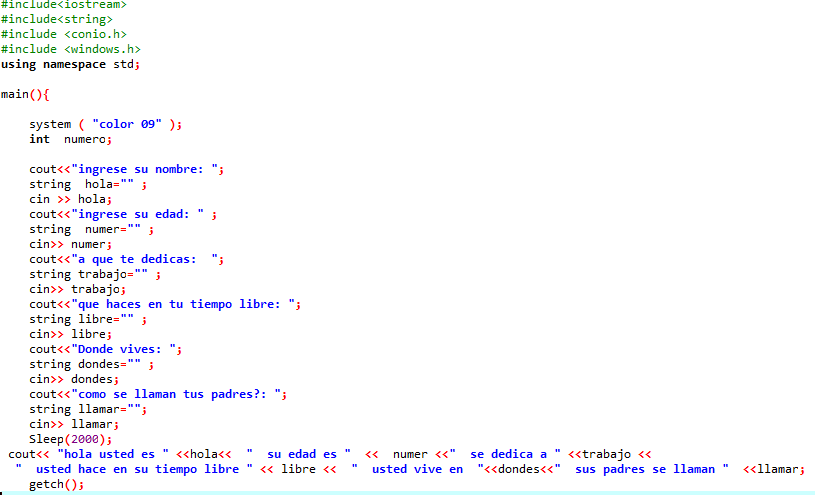 #include<iostream>
#include<string>
#include <conio.h>
#include <windows.h>
using namespace std;
main(){
system ( "color 09" );
int  numero;
cout<<"ingrese su nombre: ";
string  hola="" ;
cin >> hola;
cout<<"ingrese su edad: " ;
string  numer="" ;
cin>> numer;
cout<<"a que te dedicas:  ";
string trabajo="" ;
cin>> trabajo;
cout<<"que haces en tu tiempo libre: ";
string libre="" ;
cin>> libre;
cout<<"Donde vives: ";
string dondes="" ;
cin>> dondes;
cout<<"como se llaman tus padres?: ";
string llamar="";
cin>> llamar;
Sleep(2000);
cout<< "hola usted es " <<hola<<  "  su edad es "  <<  numer <<"  se dedica a " <<trabajo <<
"  usted hace en su tiempo libre " << libre <<  "  usted vive en  "<<dondes<<"  sus padres se llaman "  <<llamar;
getch();